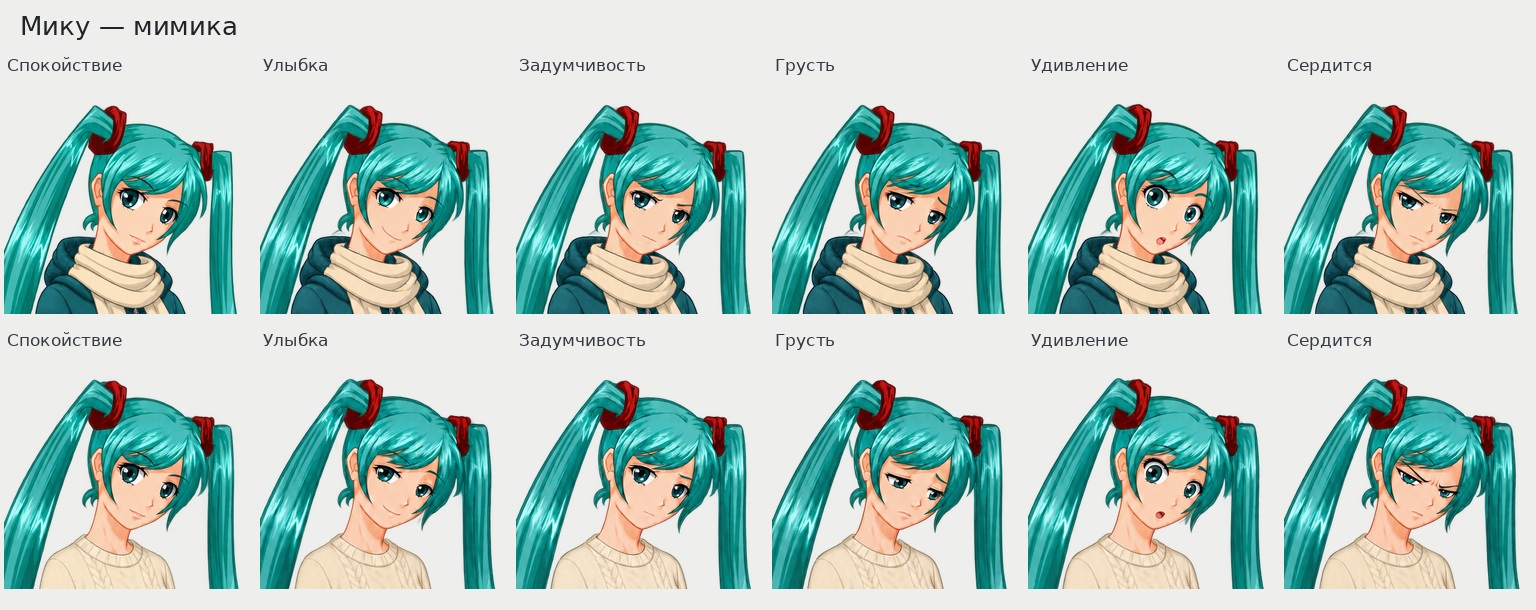 Мику — мимика
Спокойствие Улыбка Задумчивость Грусть Удивление Сердится
Спокойствие Улыбка Задумчивость Грусть Удивление Сердится